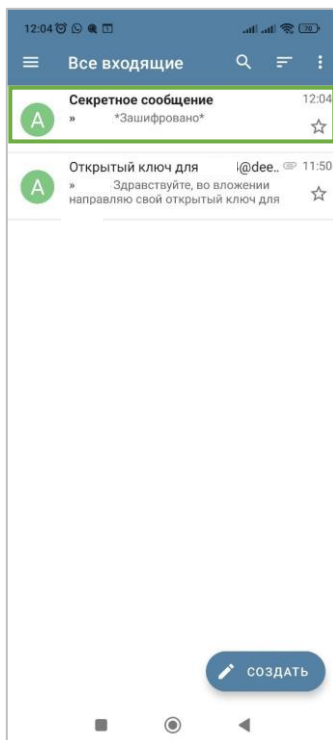 12:04
70
Все входящие
Секретное сообщение 12:04
» *Зашифровано*
A
Открытый ключ для i@dee.. 11:50
» Здравствуйте, во вложении
направляю свой открытый ключ для
A
СОЗДАТЬ